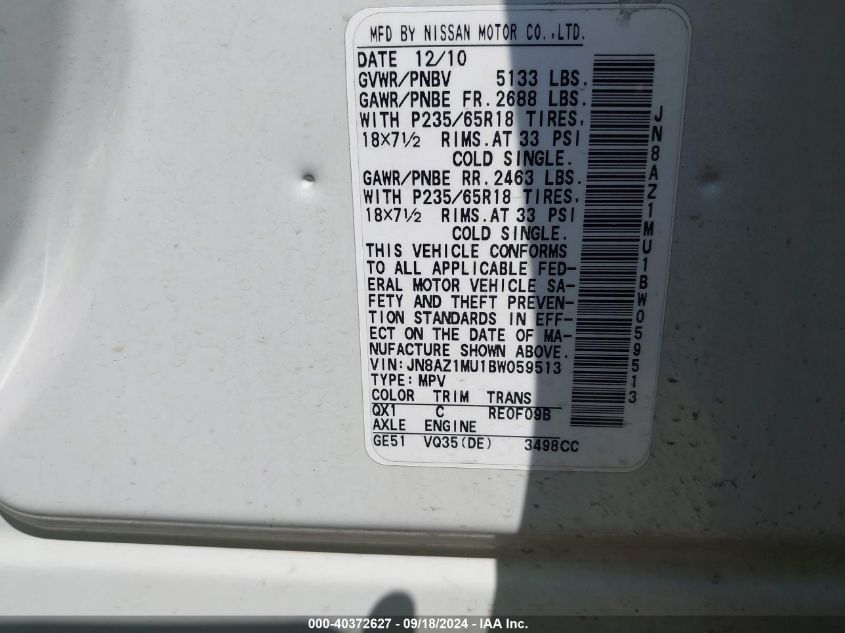 MFD BY NISSAN MOTOR CO.,LTD.
DATE 12/10
GVWR/PNBV 5133 LBS.
GAWR/PNBE FR.2688 LBS.
WITH P235/65R18 TIRES,
18×7½ RIMS.AT 33 PSI
COLD SINGLE.
GAWR/PNBE RR.2463 LBS.
WITH P235/65R18 TIRES,
18×7½ RIMS.AT 33 PSI
COLD SINGLE.
THIS VEHICLE CONFORMS
TO ALL APPLICABLE FED-
ERAL MOTOR VEHICLE SA-
FETY AND THEFT PREVEN-
TION STANDARDS IN EFF-
ECT ON THE DATE OF MA-
NUFACTURE SHOWN ABOVE.
VIN:JN8AZ1MU1BW059513
TYPE:MPV
COLOR TRIM TRANS
QX1 C RE0F09B
AXLE ENGINE
GE51 VQ35(DE) 3498CC
JN8AZ1MU1BW059513
000-40372627 - 09/18/2024 - IAA Inc.